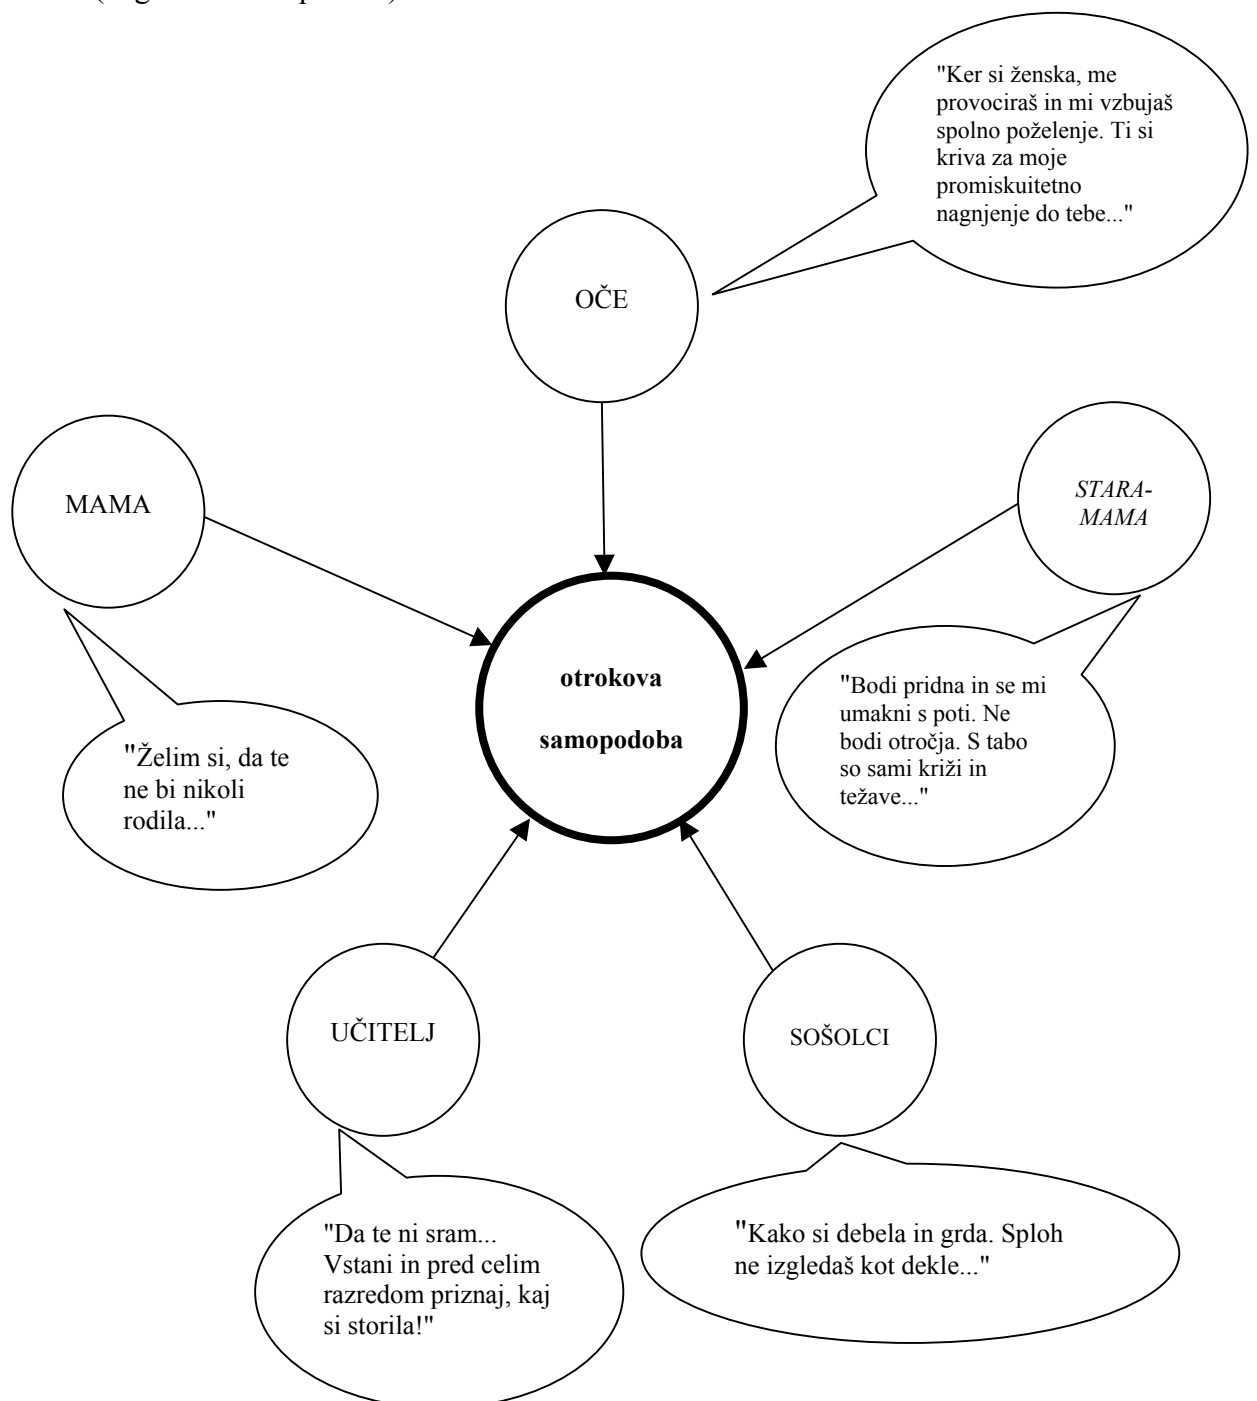 "Ker si ženska, me
provociraš in mi vzbujaš
spolno poželenje. Ti si
kriva za moje
promiskuitetno
nagnjenje do tebe..."
OČE
MAMA
STARA-
MAMA
otrokova
samopodoba
"Bodi pridna in se mi
umakni s poti. Ne
bodi otročja. S tabo
so sami križi in
težave..."
"Želim si, da te
ne bi nikoli
rodila..."
UČITELJ
SOŠOLCI
"Da te ni sram...
Vstani in pred celim
razredom priznaj, kaj
si storila!"
"Kako si debela in grda. Sploh
ne izgledaš kot dekle..."